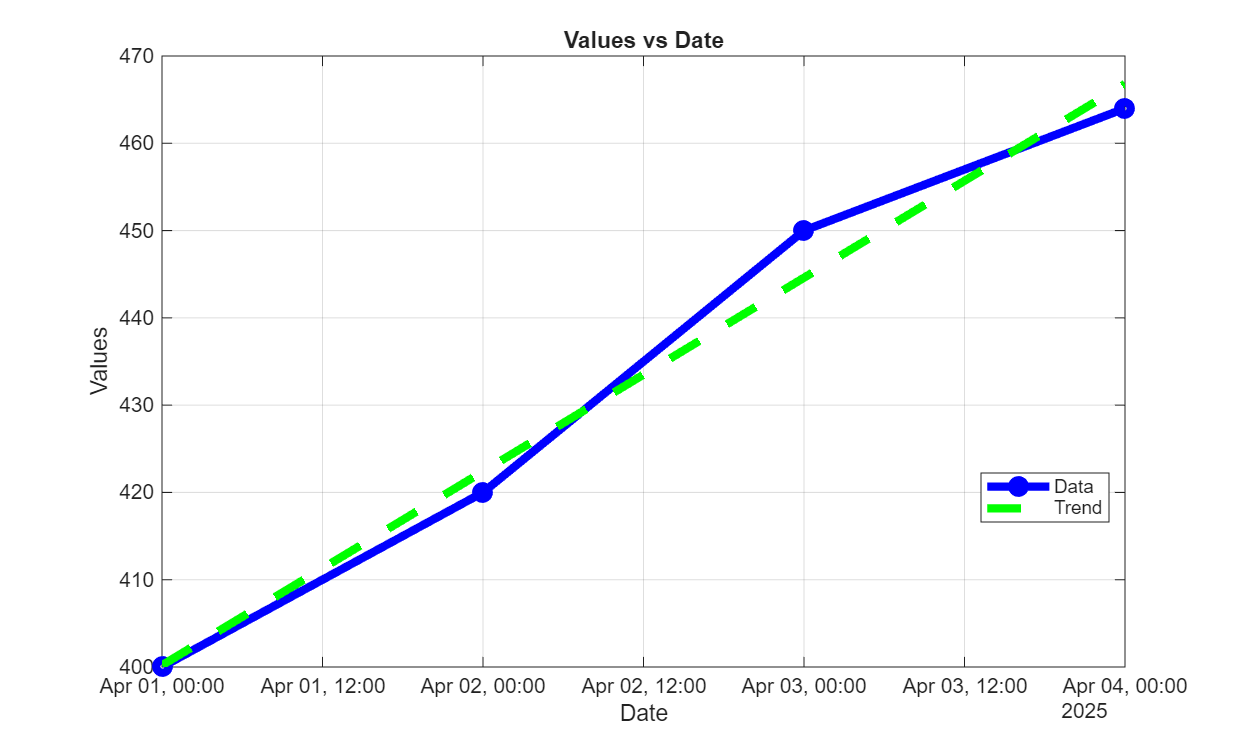 Values vs Date
470
460
450
440
430
420
410
400
Values
Data
Trend
Apr 01, 00:00 Apr 01, 12:00 Apr 02, 00:00 Apr 02, 12:00 Apr 03, 00:00 Apr 03, 12:00 Apr 04, 00:00
2025
Date